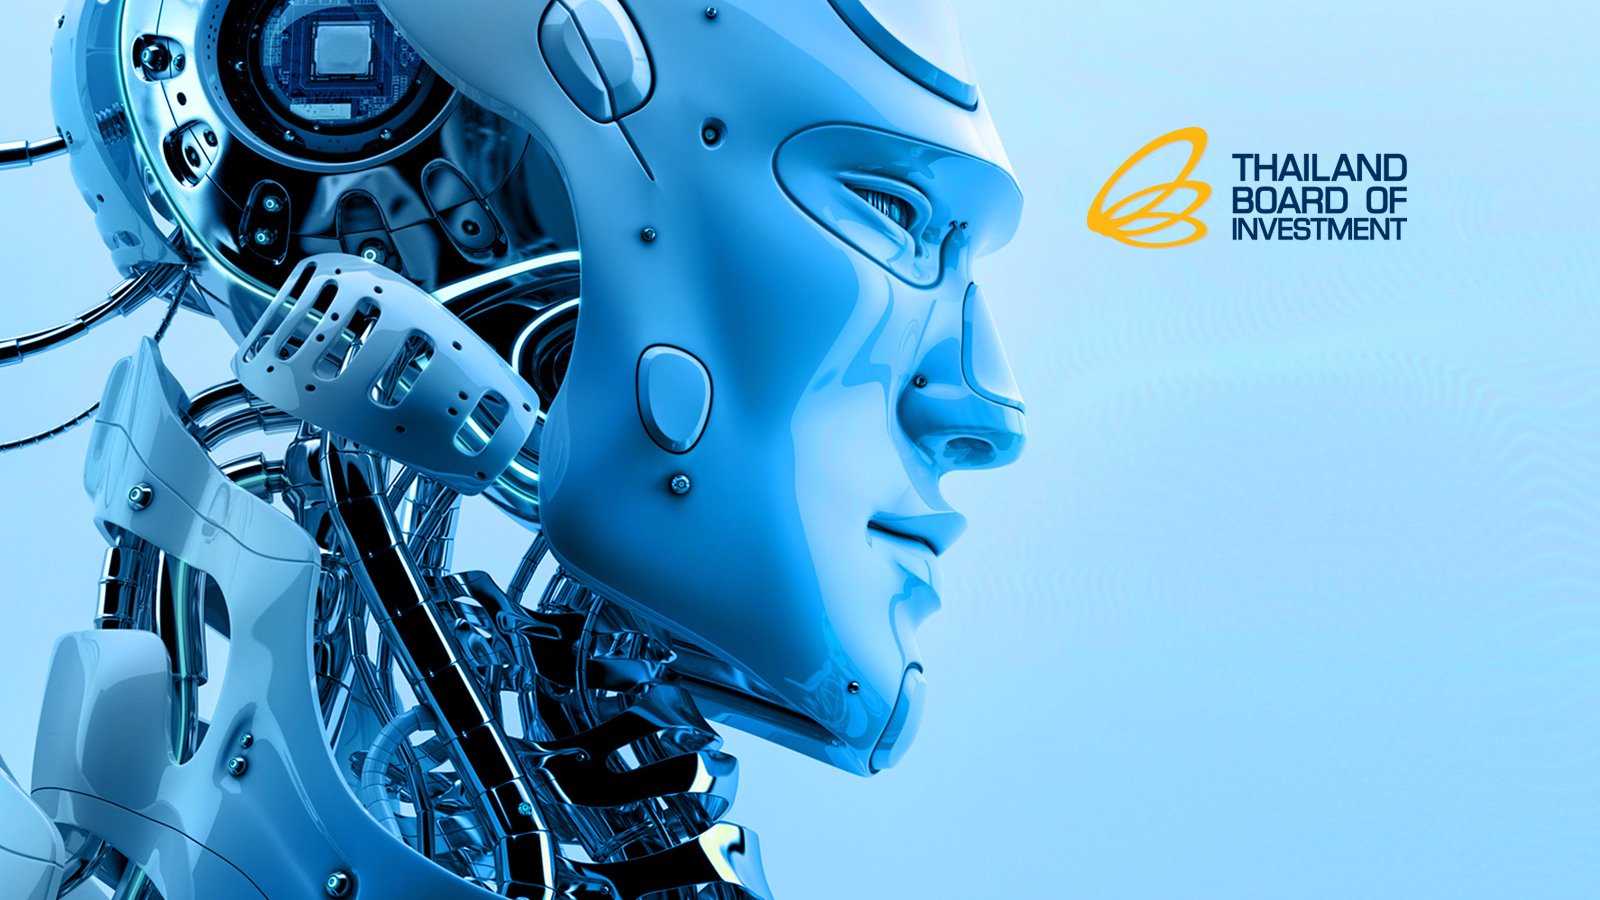 THAILAND
BOARD OF
INVESTMENT